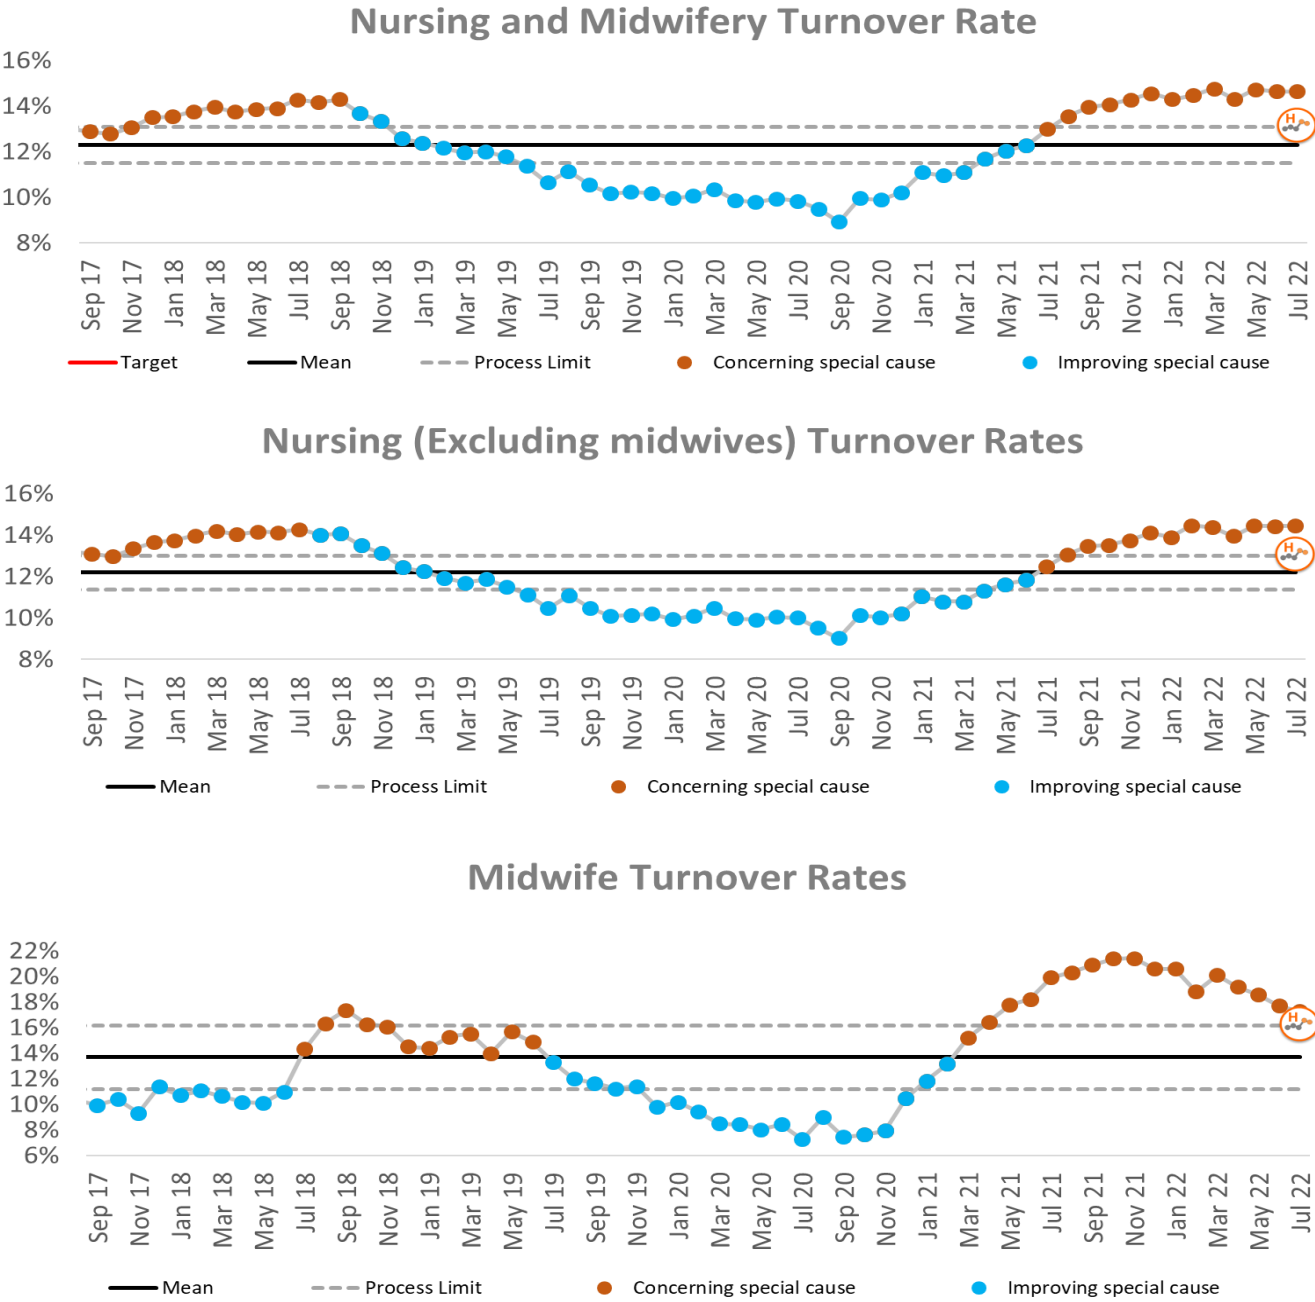 Nursing and Midwifery Turnover Rate
16%
14%
12%
10%
8%
H
Sep 17 Nov 17 Jan 18 Mar 18 May 18 Jul 18 Sep 18 Nov 18 Jan 19 Mar 19 May 19 Jul 19 Sep 19 Nov 19 Jan 20 Mar 20 May 20 Jul 20 Sep 20 Nov 20 Jan 21 Mar 21 May 21 Jul 21 Sep 21 Nov 21 Jan 22 Mar 22 May 22 Jul 22
Target Mean Process Limit Concerning special cause Improving special cause
Nursing (Excluding midwives) Turnover Rates
16%
14%
12%
10%
8%
H
Sep 17 Nov 17 Jan 18 Mar 18 May 18 Jul 18 Sep 18 Nov 18 Jan 19 Mar 19 May 19 Jul 19 Sep 19 Nov 19 Jan 20 Mar 20 May 20 Jul 20 Sep 20 Nov 20 Jan 21 Mar 21 May 21 Jul 21 Sep 21 Nov 21 Jan 22 Mar 22 May 22 Jul 22
Mean Process Limit Concerning special cause Improving special cause
Midwife Turnover Rates
22%
20%
18%
16%
14%
12%
10%
8%
6%
H
Sep 17 Nov 17 Jan 18 Mar 18 May 18 Jul 18 Sep 18 Nov 18 Jan 19 Mar 19 May 19 Jul 19 Sep 19 Nov 19 Jan 20 Mar 20 May 20 Jul 20 Sep 20 Nov 20 Jan 21 Mar 21 May 21 Jul 21 Sep 21 Nov 21 Jan 22 Mar 22 May 22 Jul 22
Mean Process Limit Concerning special cause Improving special cause